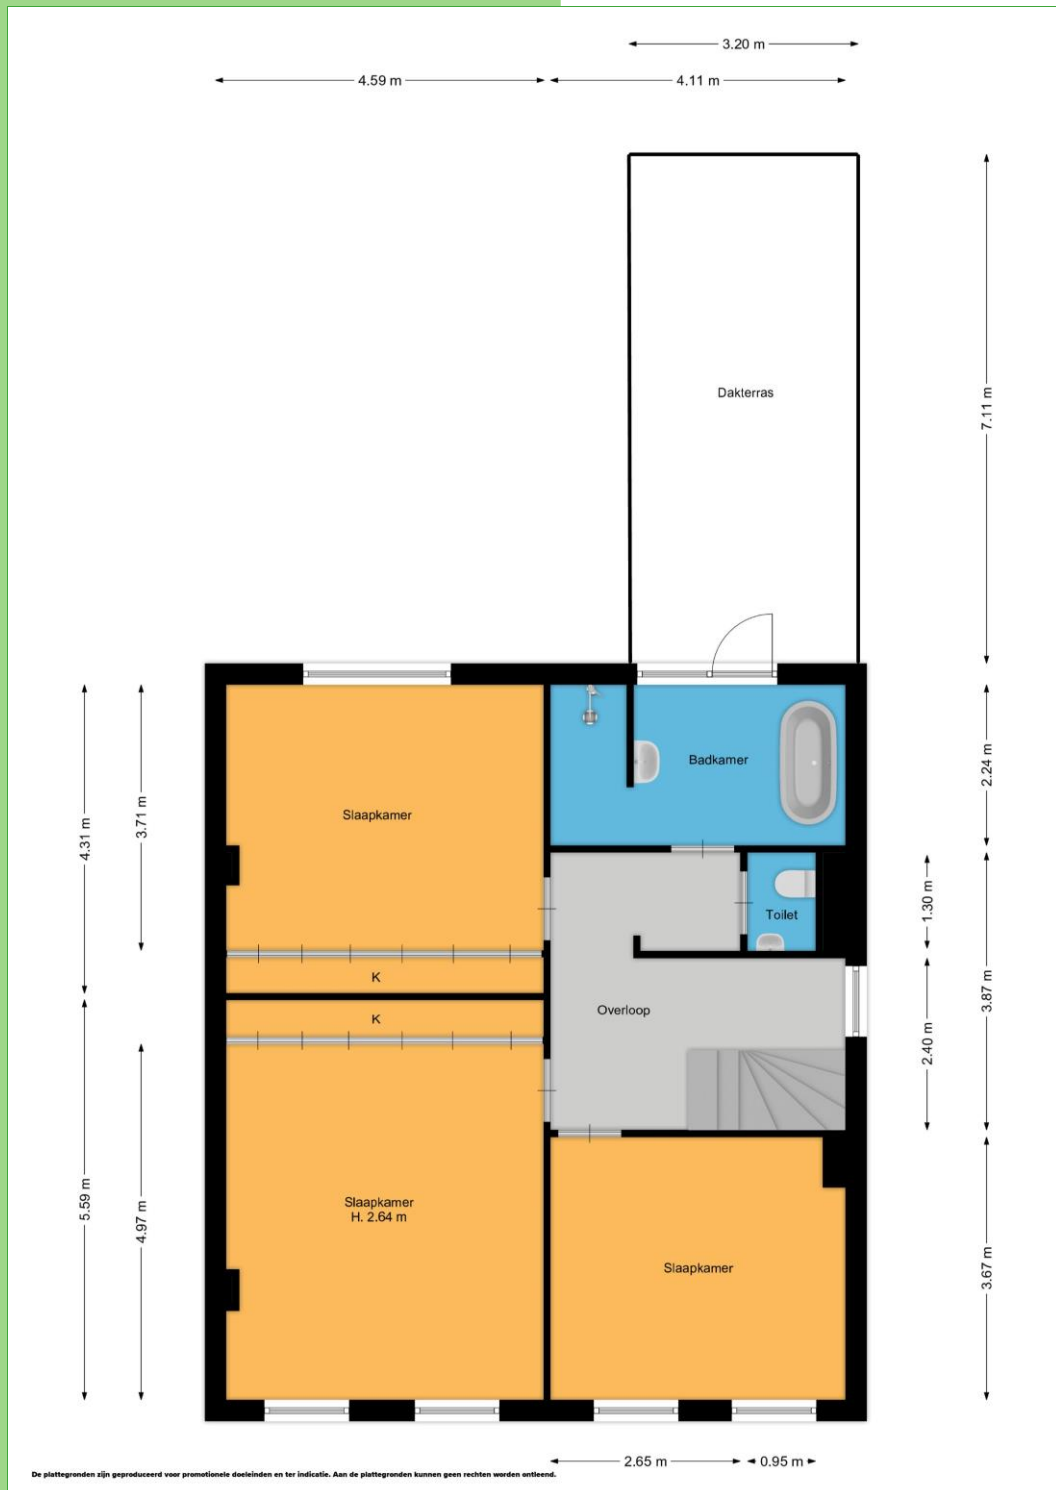 3.20 m
4.59 m
4.11 m
Dakterras
7.11 m
Badkamer
2.24 m
Slaapkamer
3.71 m
4.31 m
Toilet
1.30 m
K
K
Overloop
3.87 m
2.40 m
Slaapkamer
H. 2.64 m
5.59 m
4.97 m
Slaapkamer
3.67 m
2.65 m
0.95 m
De plattegronden zijn geproduceerd voor promotionele doeleinden en ter indicatie. Aan de plattegronden kunnen geen rechten worden ontleend.